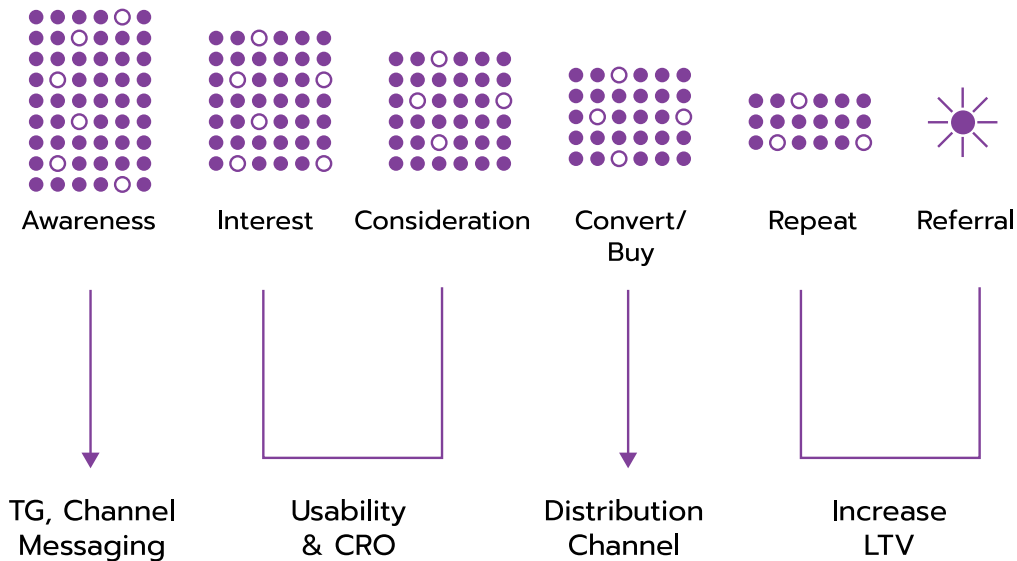 Awareness
Interest
Consideration
Convert/
Buy
Repeat
Referral
TG, Channel
Messaging
Usability
& CRO
Distribution
Channel
Increase
LTV